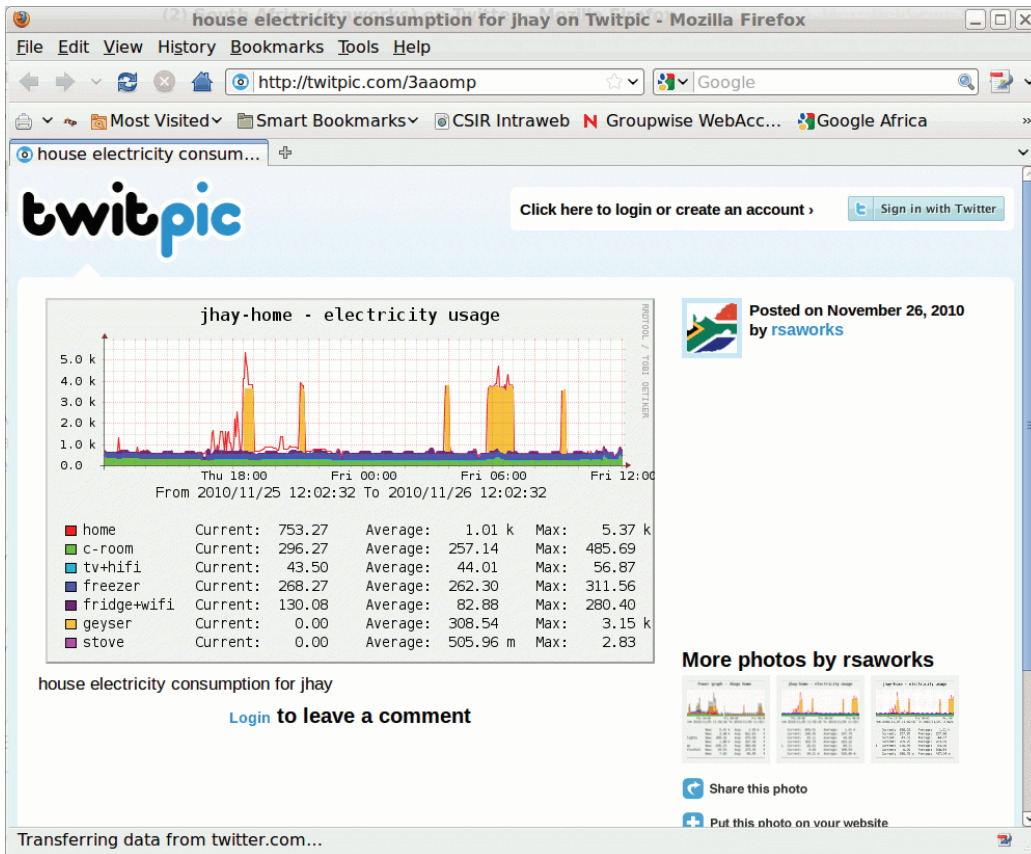 house electricity consumption for jhay on Twitpic - Mozilla Firefox
File Edit View History Bookmarks Tools Help
http://twitpic.com/3aaomp Google
Most Visited Smart Bookmarks CSIR Intraweb Groupwise WebAcc... Google Africa »
house electricity consum...
twitpic
Click here to login or create an account ›
Sign in with Twitter
jhay-home - electricity usage
RRDTOOL / TOBI OETIKER
5.0 k
4.0 k
3.0 k
2.0 k
1.0 k
0.0
Thu 18:00 Fri 00:00 Fri 06:00 Fri 12:00
From 2010/11/25 12:02:32 To 2010/11/26 12:02:32
home Current: 753.27 Average: 1.01 k Max: 5.37 k
c-room Current: 296.27 Average: 257.14 Max: 485.69
tv+hifi Current: 43.50 Average: 44.01 Max: 56.87
freezer Current: 268.27 Average: 262.30 Max: 311.56
fridge+wifi Current: 130.08 Average: 82.88 Max: 280.40
geyser Current: 0.00 Average: 308.54 Max: 3.15 k
stove Current: 0.00 Average: 505.96 m Max: 2.83
Posted on November 26, 2010
by rsaworks
house electricity consumption for jhay
Login to leave a comment
More photos by rsaworks
Share this photo
Put this photo on your website
Transferring data from twitter.com...